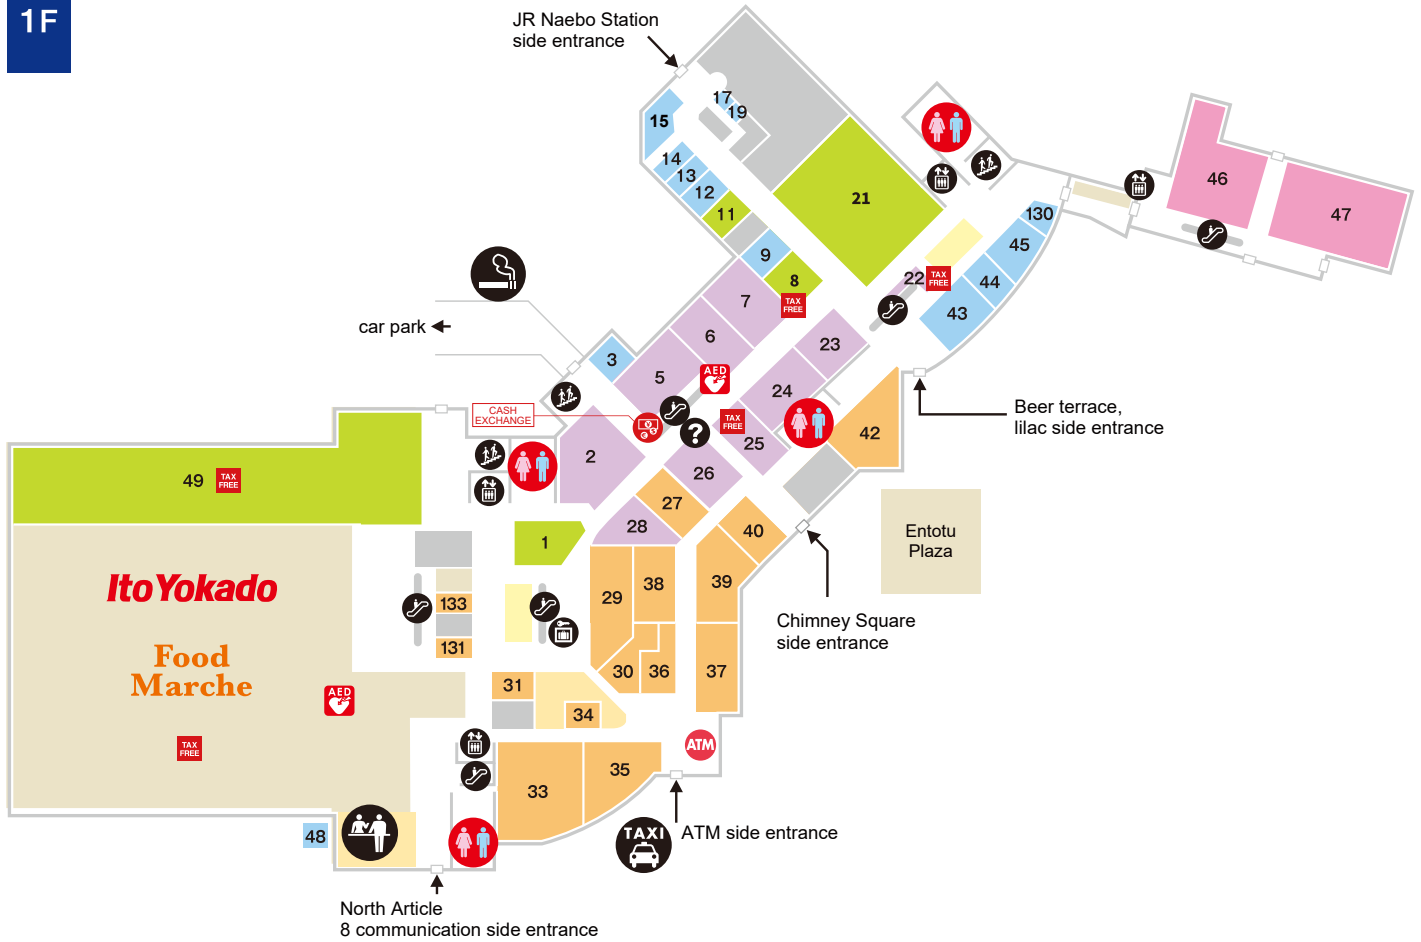 1F
JR Naebo Station
side entrance
17
19
15
14
13
12
11
21
9
8
TAX
FREE
7
6
5
3
car park
AED
CASH
EXCHANGE
?
2
22
TAX
FREE
130
45
44
43
46
47
23
24
TAX
FREE
25
26
27
28
42
40
39
38
37
36
29
30
Beer terrace,
lilac side entrance
Entotu
Plaza
Chimney Square
side entrance
49
TAX
FREE
1
ItoYokado
Food
Marche
133
131
AED
TAX
FREE
31
34
33
35
ATM
ATM side entrance
TAXI
48
North Article
8 communication side entrance